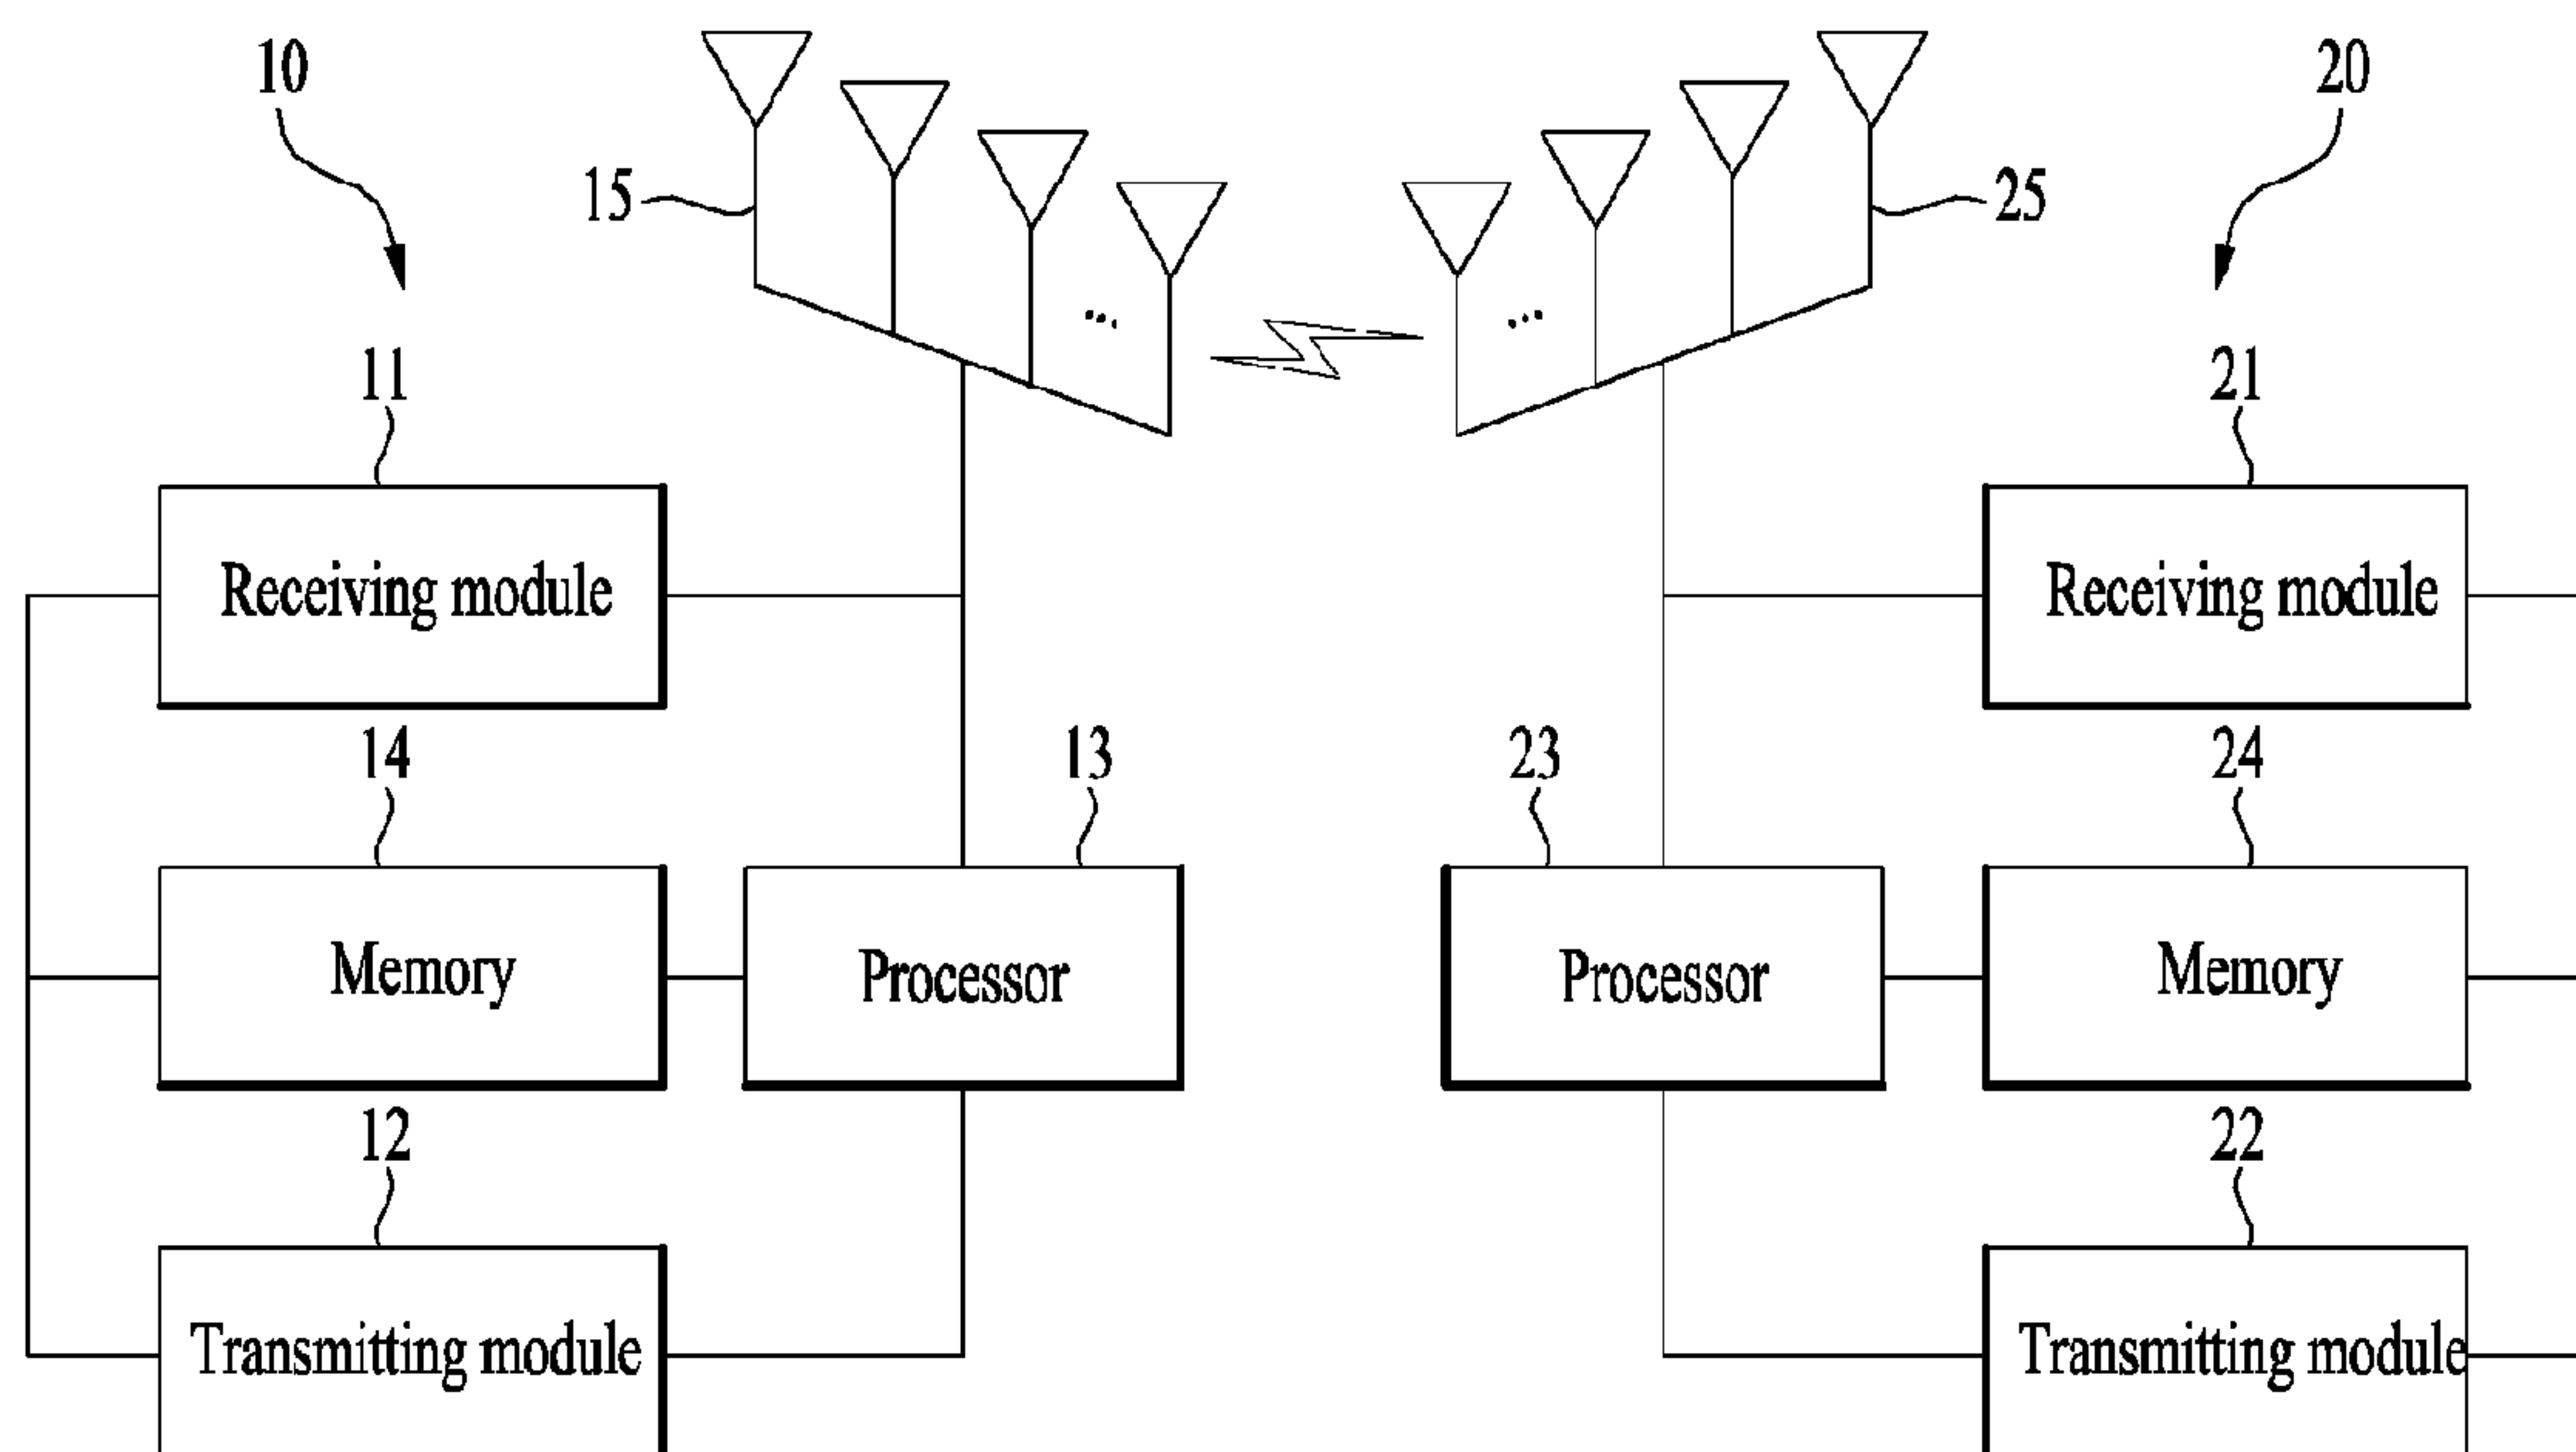 10
20
15
25
11
21
Receiving module
Receiving module
14
13
23
24
Memory
Processor
Processor
Memory
12
22
Transmitting module
Transmitting module